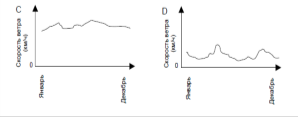 C
Скорость ветра
(км/ч)
0
Январь
Декабрь
D
Скорость ветра
(км/ч)
0
Январь
Декабрь